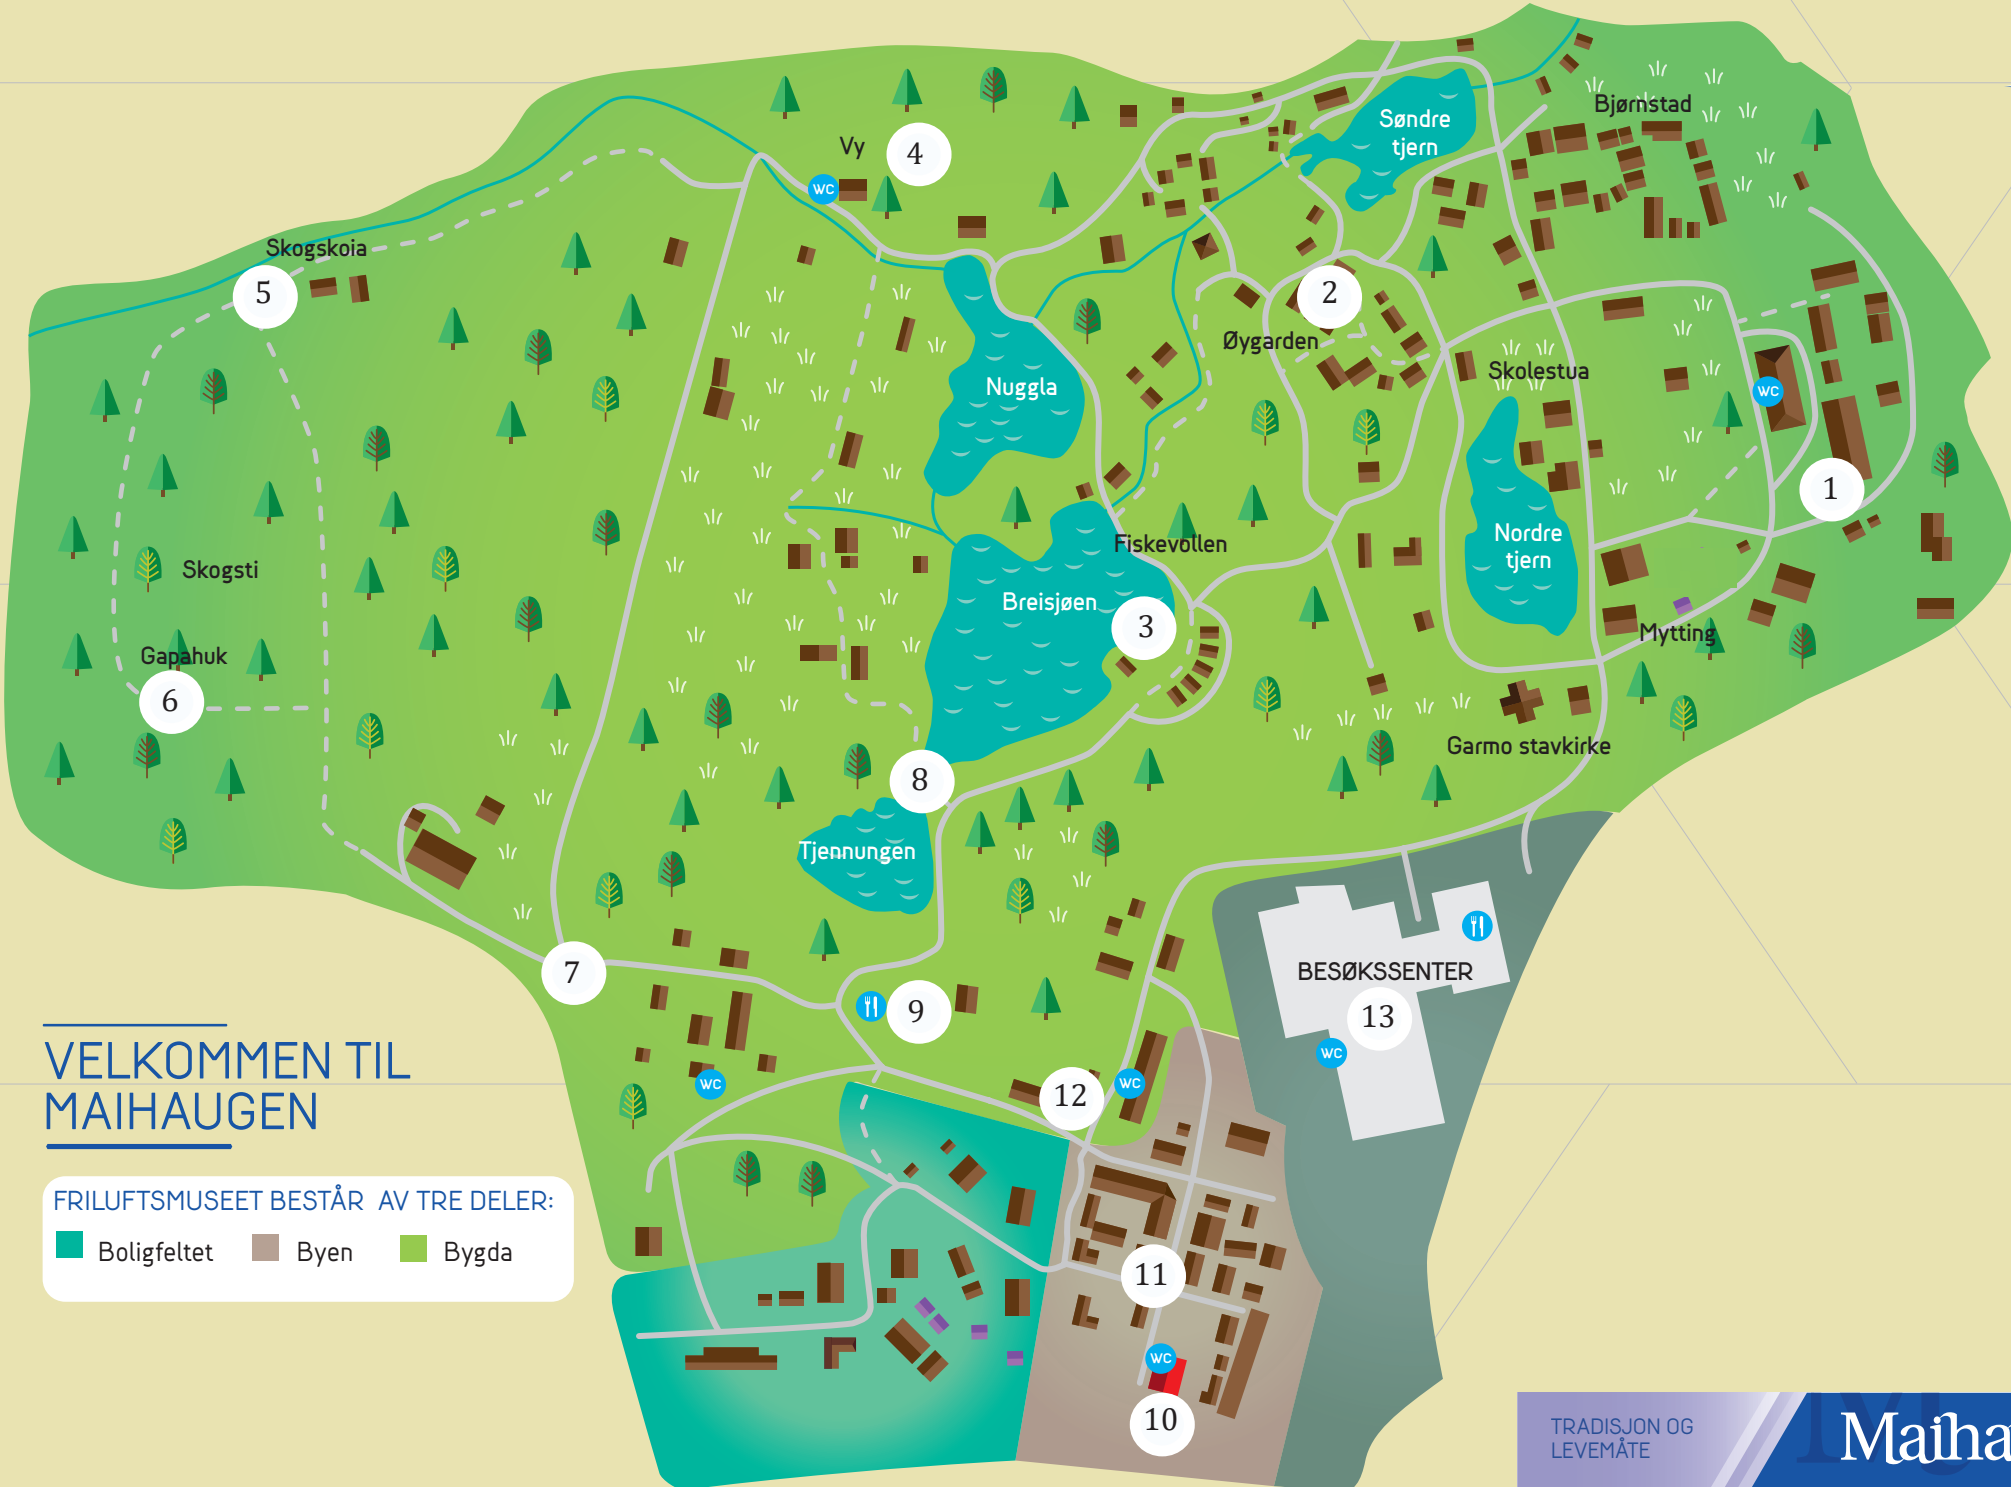 Søndre
tjern
Bjørnstad
Vy
4
WC
Skogskoia
5
2
Øygarden
Skolestua
Nuggla
WC
1
Nordre
tjern
Fiskevollen
Breisjøen
3
Skogsti
Mytting
Gapahuk
6
Garmo stavkirke
8
Tjennungen
7
BESØKSSENTER
13
9
WC
WC
12
WC
VELKOMMEN TIL
MAIHAUGEN
FRILUFTSMUSEET BESTÅR AV TRE DELER:
Boligfeltet
Byen
Bygda
11
WC
10
TRADISJON OG
LEVEMÅTE
Maiha